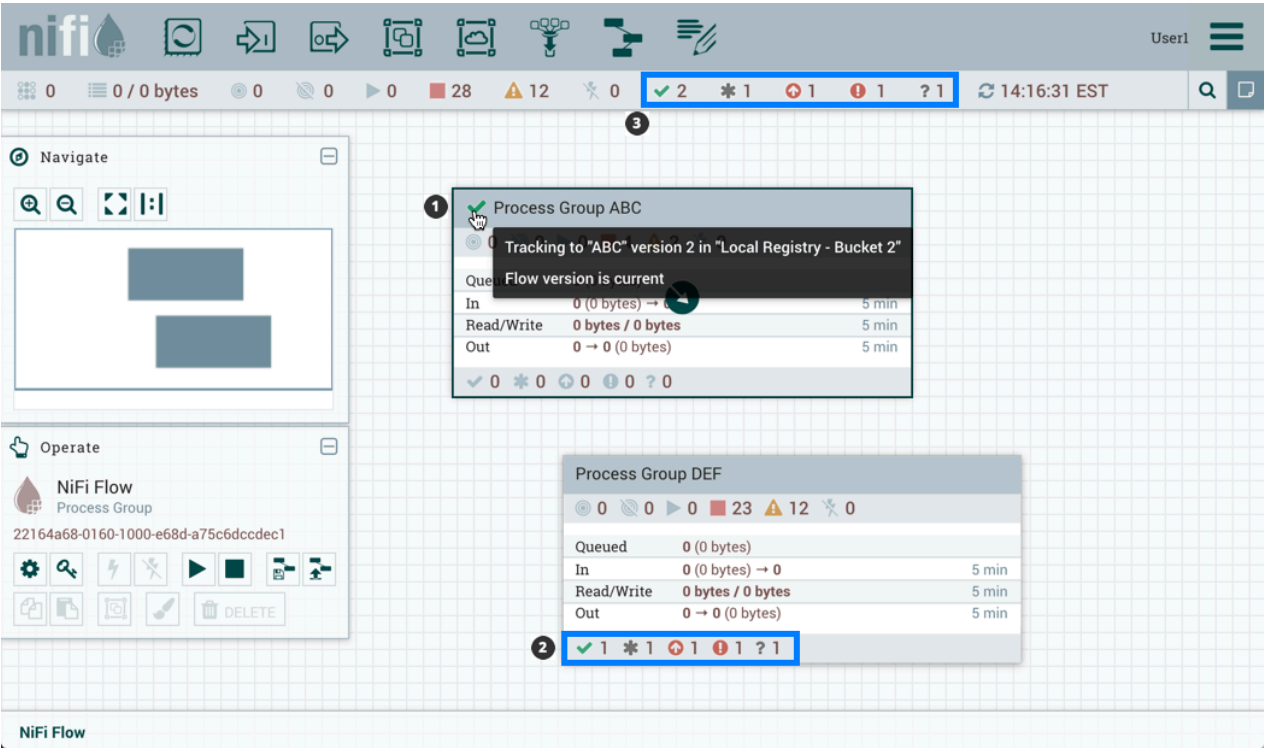 nifi
User1
0 0 / 0 bytes 0 0 0 28 12 0 2 1 1 1 ? 1 14:16:31 EST
3
Navigate
1 Process Group ABC
0 0
Tracking to "ABC" version 2 in "Local Registry - Bucket 2"
Flow version is current
In 0 (0 bytes) → 5 min
Read/Write 0 bytes / 0 bytes 5 min
Out 0 → 0 (0 bytes) 5 min
0 0 0 0 ? 0
Operate
NiFi Flow
Process Group
22164a68-0160-1000-e68d-a75c6dccdec1
DELETE
Process Group DEF
0 0 0 23 12 0
Queued 0 (0 bytes)
In 0 (0 bytes) → 0 5 min
Read/Write 0 bytes / 0 bytes 5 min
Out 0 → 0 (0 bytes) 5 min
2 1 1 1 1 ? 1
NiFi Flow